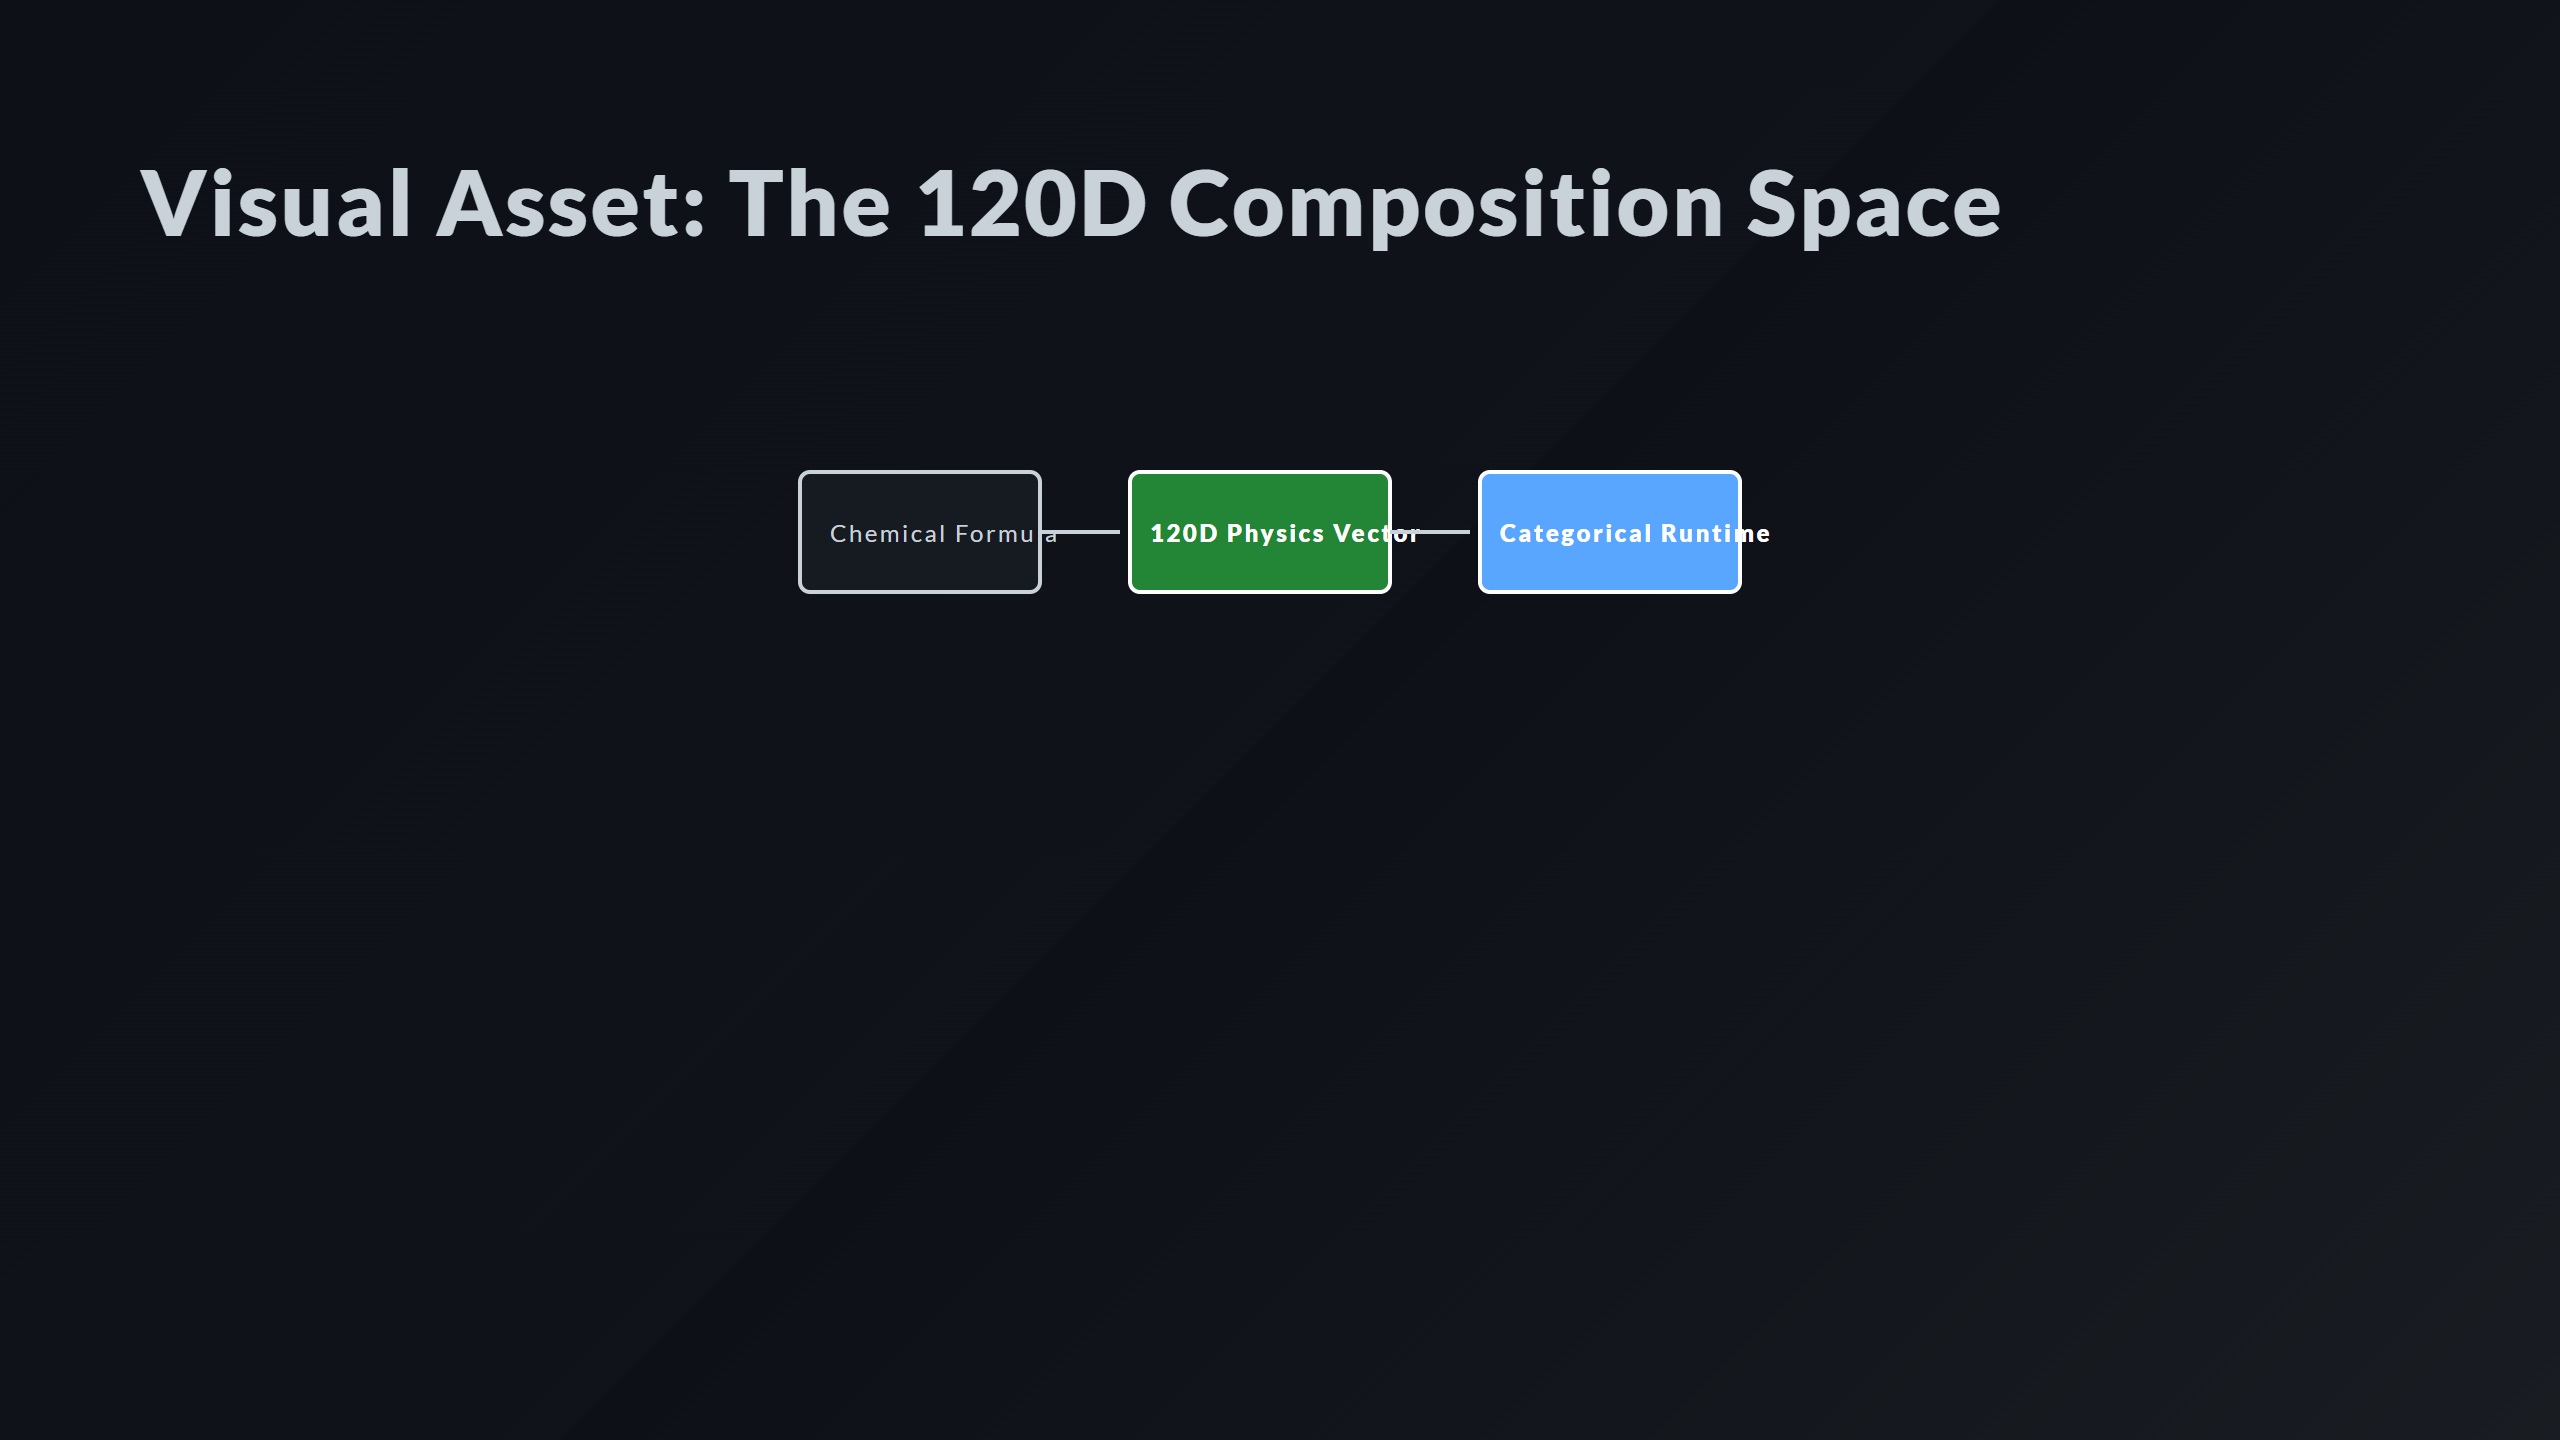 Visual Asset: The 120D Composition Space
Chemical Formula
120D Physics Vector
Categorical Runtime